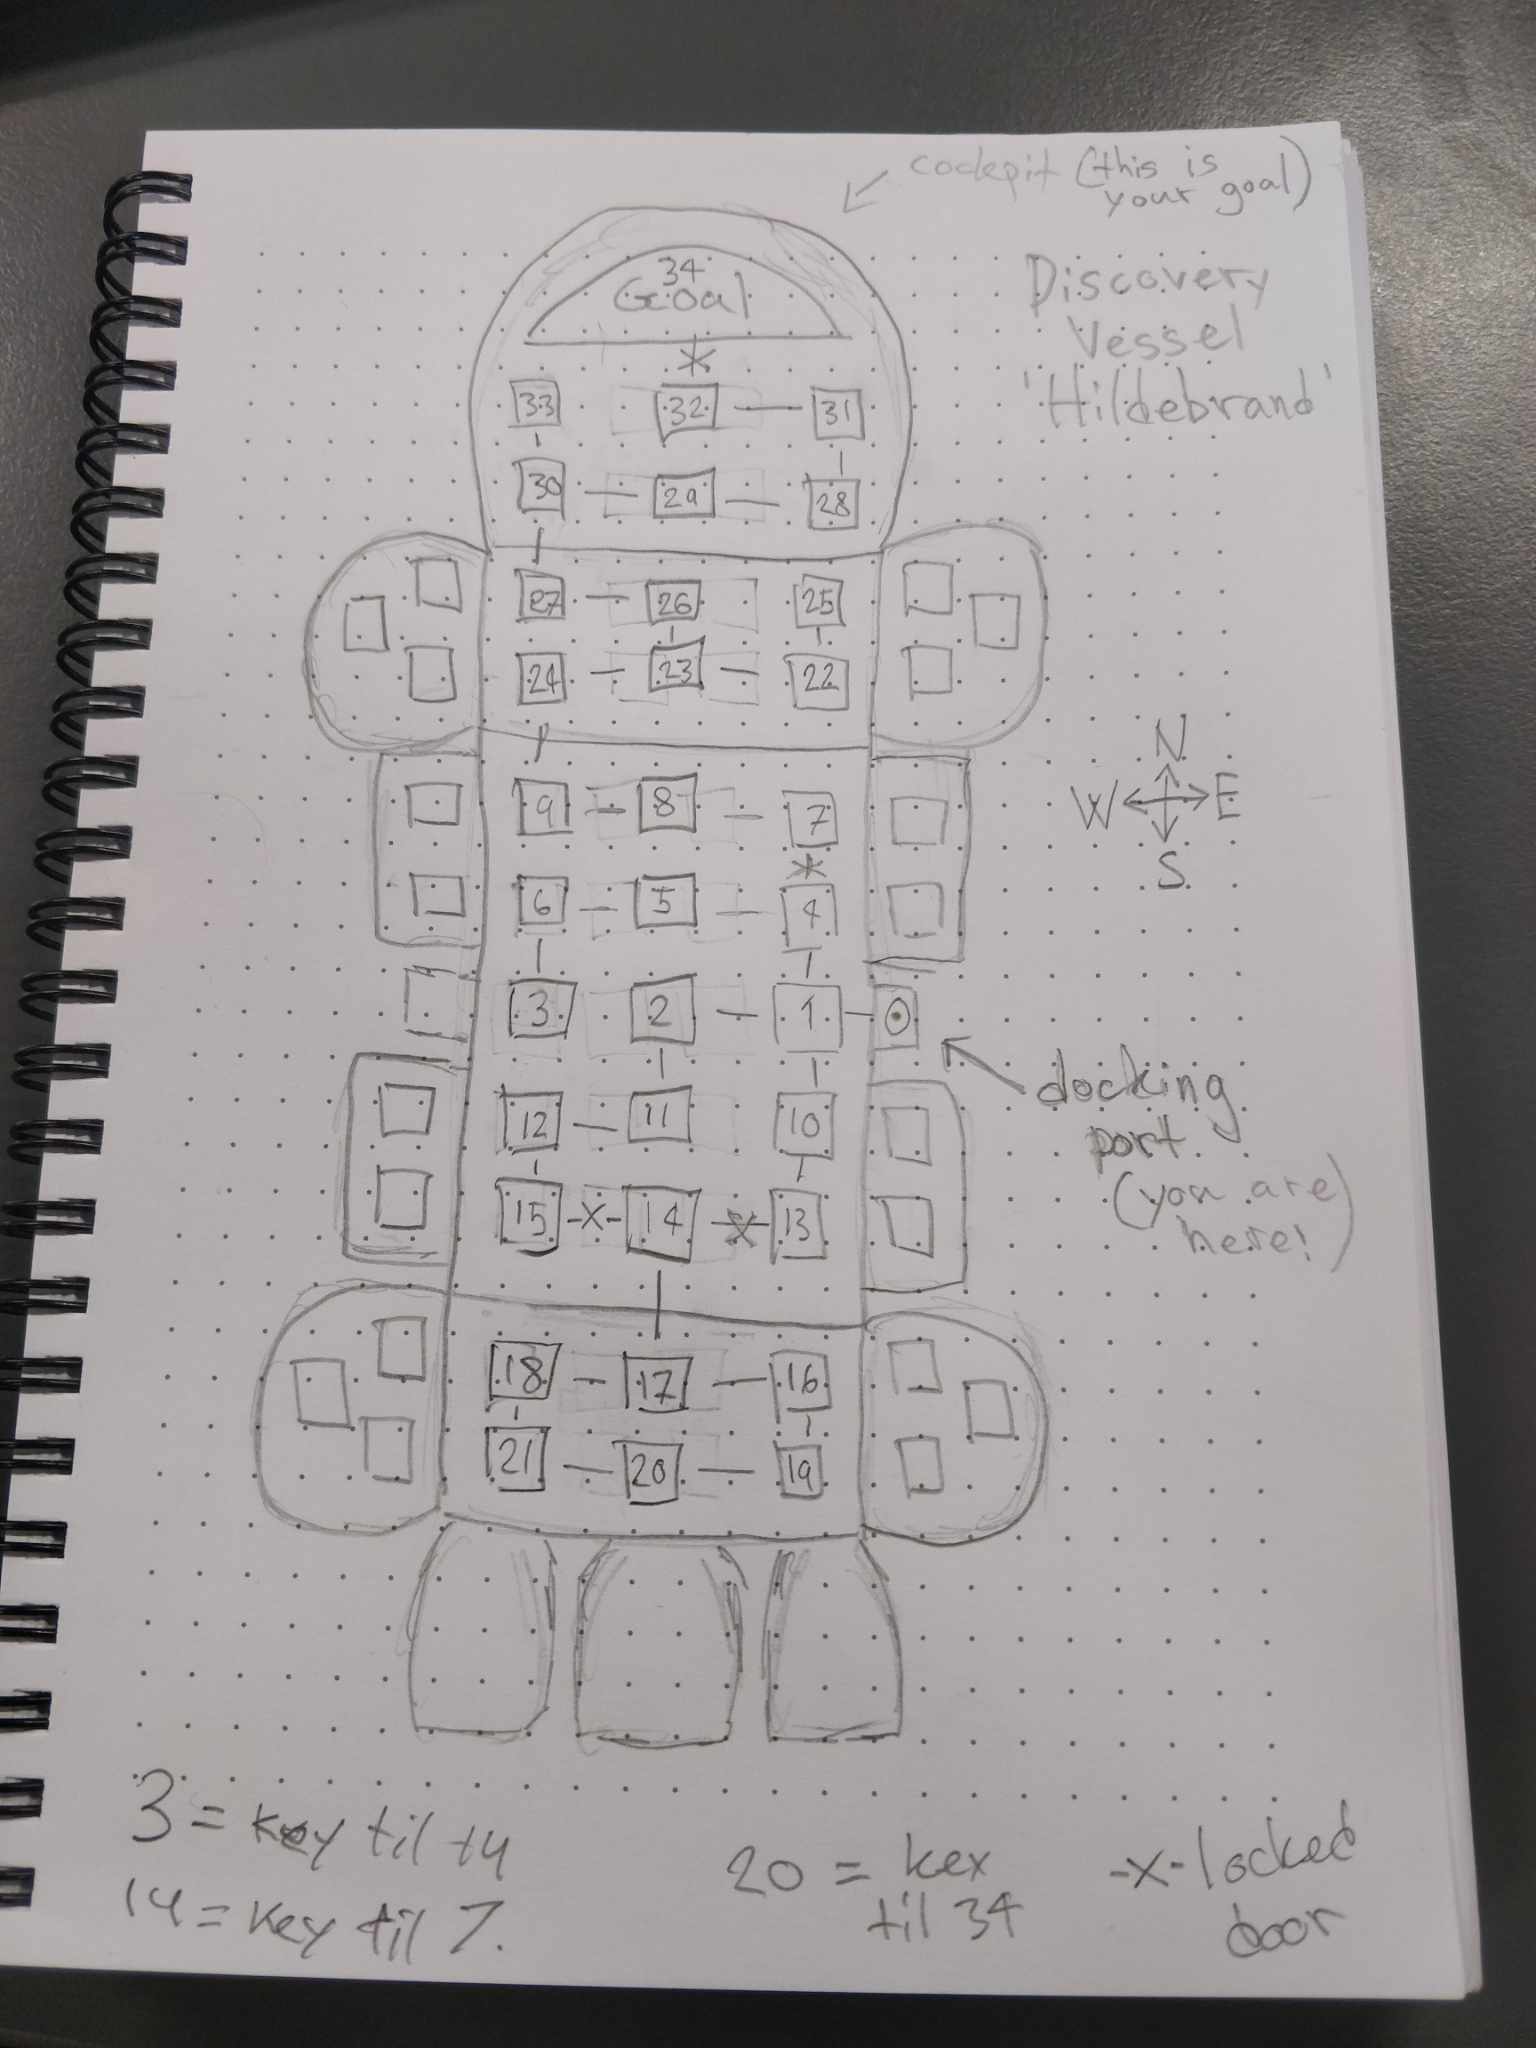 cockpit (this is
your goal)
Discovery
Vessel
'Hildebrand'
34
Goal
33 32 31
30 29 28
27 26 25
24 23 22
N
W E
S
9 8 7
6 5 4
3 2 1 0
docking
port
(you are
here!)
12 11 10
15 -x- 14 -x- 13
18 17 16
21 20 19
3 = key til 14
14 = key til 7.
20 = key
til 34
-x- locked
door